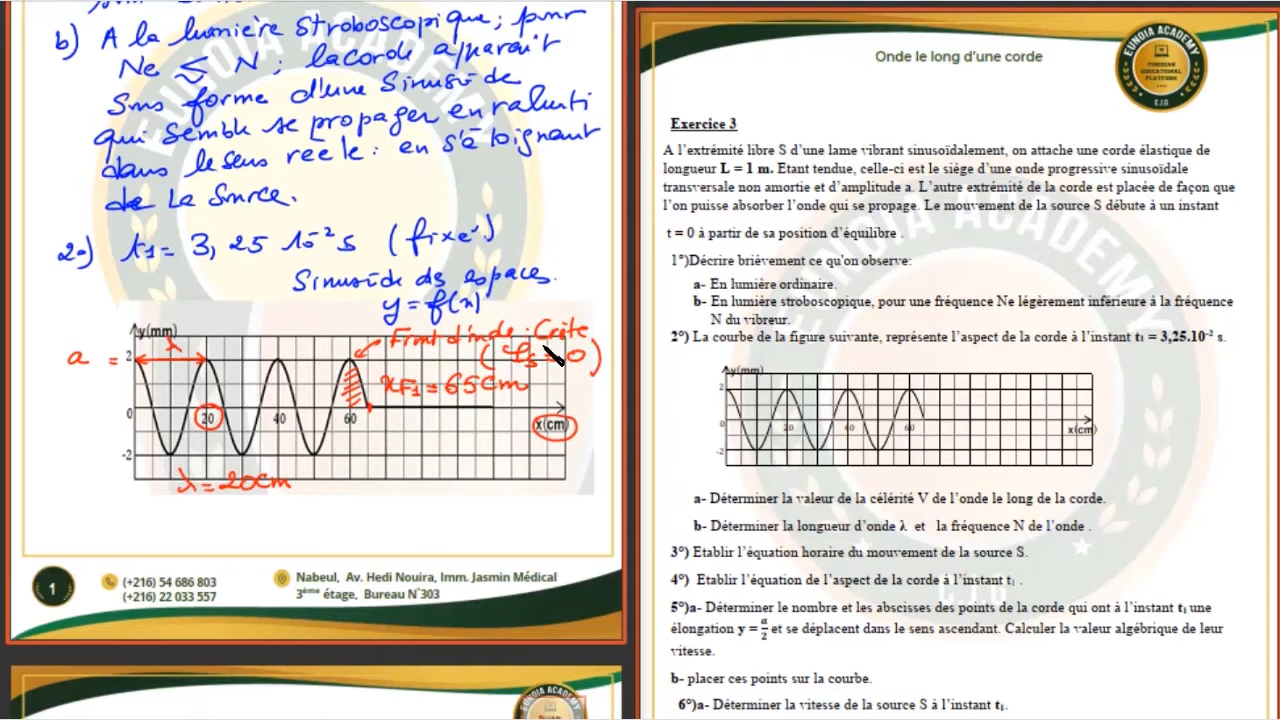 b) A la lumière stroboscopique; pour
Ne ≤ N; la corde apparait
sous forme d'une Sinusoide
qui semble se propager en ralenti
dans le sens réele: en s'éloignant
de La Source.
2-) t1 = 3,25 10⁻² s (fixe)
Sinusoide des espaces.
y = f(x)
y(mm)
λ
Front d'onde: Crête
(φs = 0)
a = 2
xF1 = 65cm
0
20
40
60
x(cm)
-2
λ = 20cm
1
(+216) 54 686 803
(+216) 22 033 557
Nabeul, Av. Hedi Nouira, Imm. Jasmin Médical
3ème étage, Bureau N°303
Onde le long d'une corde
EUNOIA ACADEMY
TUNISIAN
EDUCATIONAL
PLATFORM
C.I.G
Exercice 3
A l'extrémité libre S d'une lame vibrant sinusoïdalement, on attache une corde élastique de
longueur L = 1 m. Etant tendue, celle-ci est le siège d'une onde progressive sinusoïdale
transversale non amortie et d'amplitude a. L'autre extrémité de la corde est placée de façon que
l'on puisse absorber l'onde qui se propage. Le mouvement de la source S débute à un instant
t = 0 à partir de sa position d'équilibre .
1°)Décrire brièvement ce qu'on observe:
a- En lumière ordinaire.
b- En lumière stroboscopique, pour une fréquence Ne légèrement inférieure à la fréquence
N du vibreur.
2°) La courbe de la figure suivante, représente l'aspect de la corde à l'instant t₁ = 3,25.10⁻² s.
y(mm)
2
0
20
40
60
x(cm)
-2
a- Déterminer la valeur de la célérité V de l'onde le long de la corde.
b- Déterminer la longueur d'onde λ et la fréquence N de l'onde .
3°) Etablir l'équation horaire du mouvement de la source S.
4°) Etablir l'équation de l'aspect de la corde à l'instant t₁ .
5°)a- Déterminer le nombre et les abscisses des points de la corde qui ont à l'instant t₁ une
élongation y = a/2 et se déplacent dans le sens ascendant. Calculer la valeur algébrique de leur
vitesse.
b- placer ces points sur la courbe.
6°)a- Déterminer la vitesse de la source S à l'instant t₁.